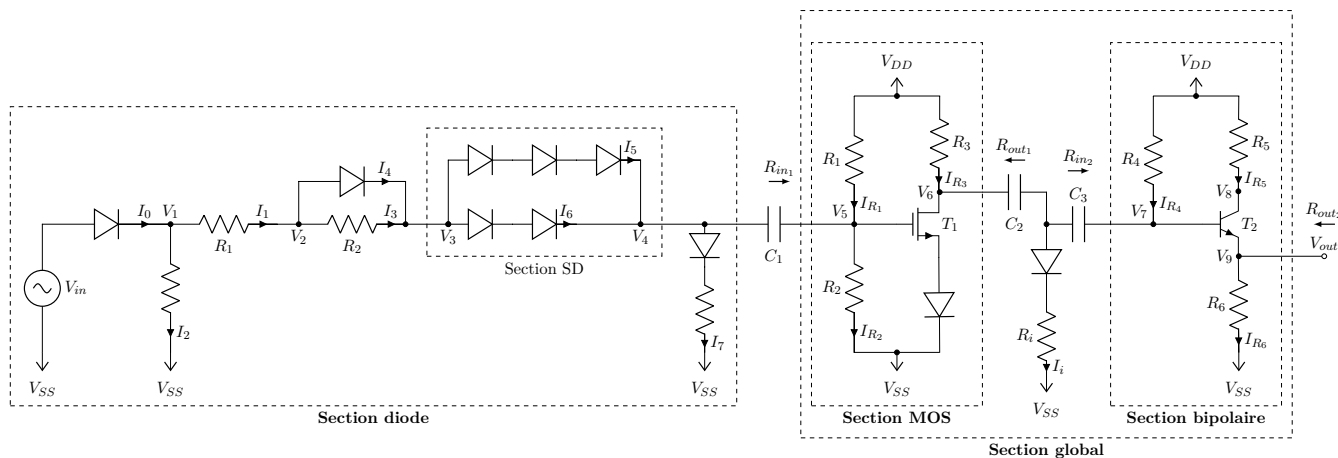 V_DD
V_DD
R_1
R_3
R_out1
R_in2
R_4
R_5
I_5
R_in1
I_R1
I_R3
C_3
I_R4
I_R5
I_4
V_6
V_8
I_0
V_1
I_1
I_3
I_6
V_5
T_1
C_2
V_7
T_2
R_out2
R_1
V_2
R_2
V_3
V_4
C_1
V_9
V_out
Section SD
V_in
R_2
R_6
I_2
I_7
I_R2
R_i
I_i
I_R6
V_SS
V_SS
V_SS
V_SS
V_SS
V_SS
Section diode
Section MOS
Section bipolaire
Section global